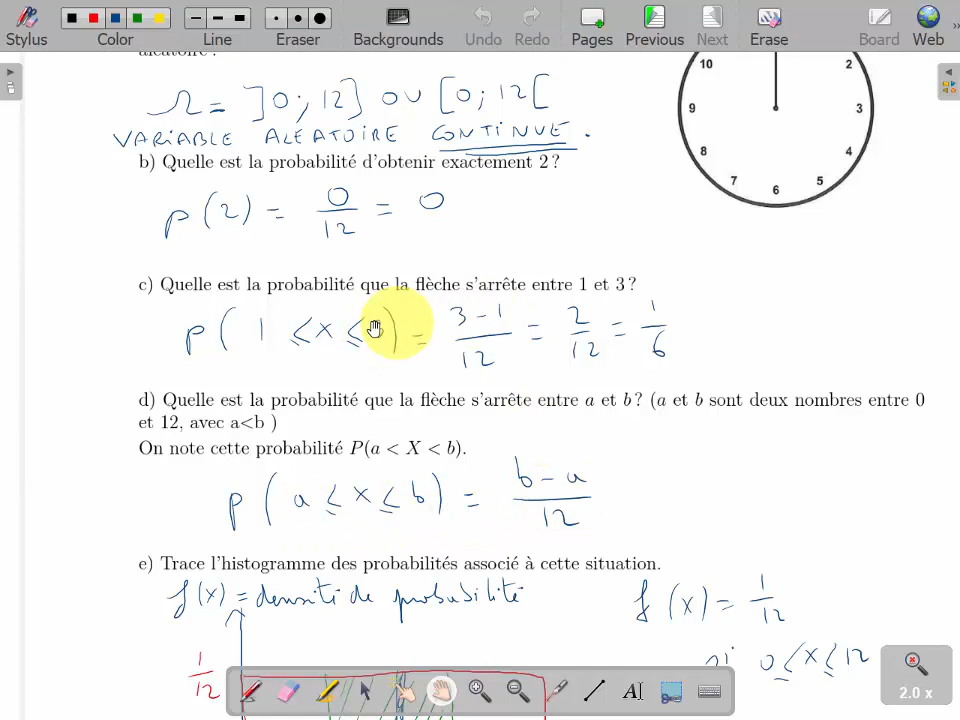 Stylus Color Line Eraser Backgrounds Undo Redo Pages Previous Next Erase Board Web
aléatoire ?
Ω = ]0 ; 12] OU [0 ; 12[
VARIABLE ALEATOIRE CONTINUE .
10 2
9 3
8 4
7 6 5
b) Quelle est la probabilité d'obtenir exactement 2 ?
p (2) = 0/12 = 0
c) Quelle est la probabilité que la flèche s'arrête entre 1 et 3 ?
p ( 1 ≤ x ≤ ) = 3-1/12 = 2/12 = 1/6
d) Quelle est la probabilité que la flèche s'arrête entre a et b ? (a et b sont deux nombres entre 0
et 12, avec a<b )
On note cette probabilité P(a < X < b).
p ( a ≤ x ≤ b ) = b-a/12
e) Trace l'histogramme des probabilités associé à cette situation.
f(x) = densité de probabilité f (x) = 1/12
si 0 ≤ x ≤ 12
1/12
2.0 x